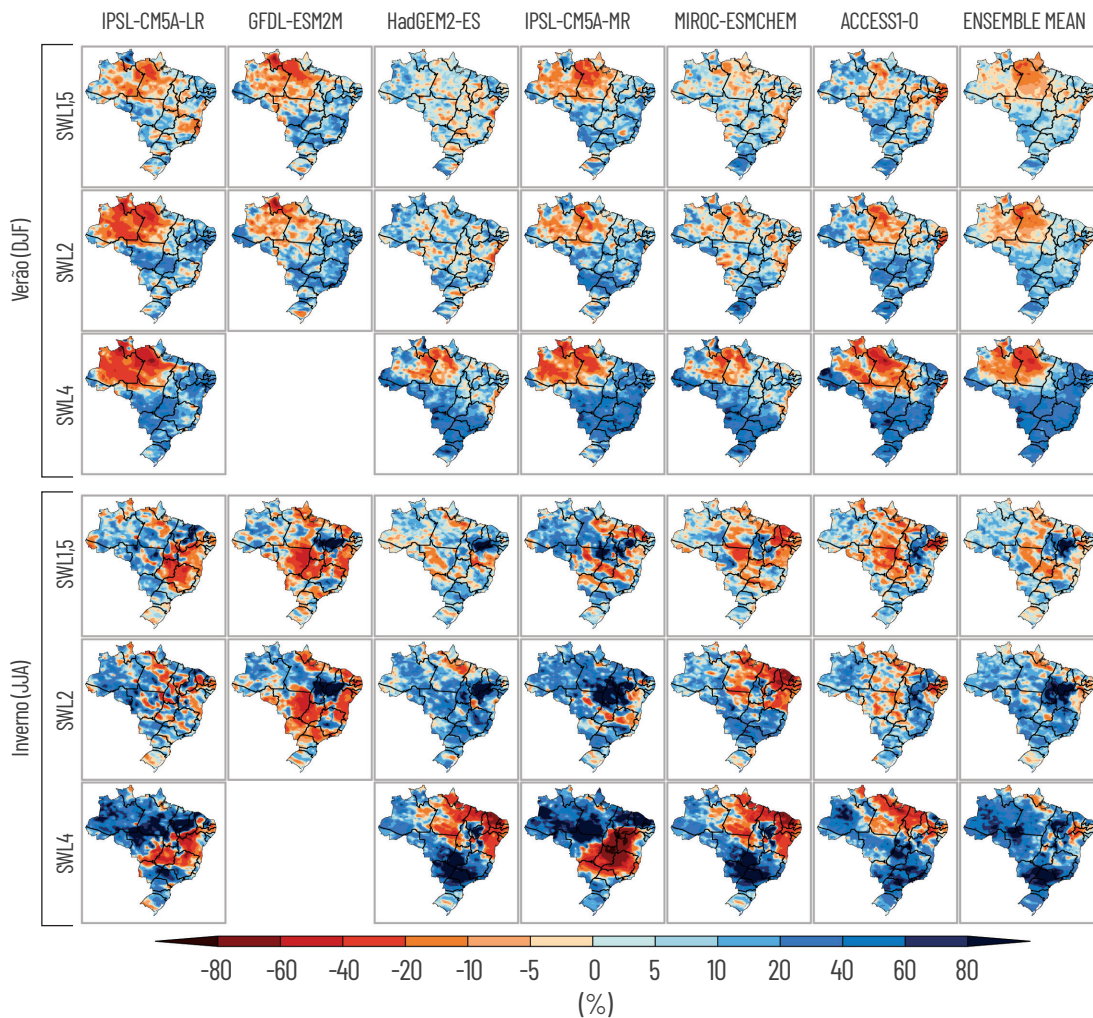 IPSL-CM5A-LR GFDL-ESM2M HadGEM2-ES IPSL-CM5A-MR MIROC-ESMCHEM ACCESS1-0 ENSEMBLE MEAN
Verão (DJF)
SWL1,5
SWL2
SWL4
Inverno (JJA)
SWL1,5
SWL2
SWL4
-80 -60 -40 -20 -10 -5 0 5 10 20 40 60 80
(%)